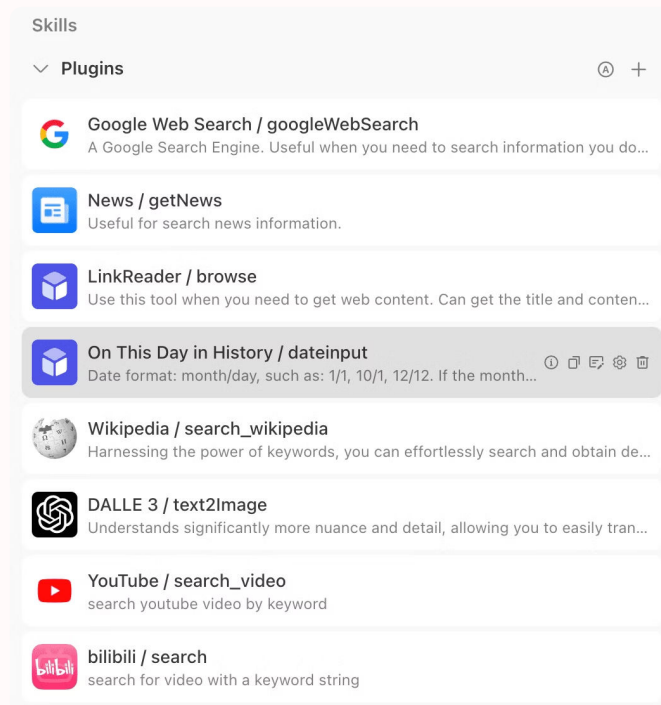 Skills
Plugins
A
Google Web Search / googleWebSearch
A Google Search Engine. Useful when you need to search information you do...
News / getNews
Useful for search news information.
LinkReader / browse
Use this tool when you need to get web content. Can get the title and conten...
On This Day in History / dateinput
Date format: month/day, such as: 1/1, 10/1, 12/12. If the month...
Wikipedia / search_wikipedia
Harnessing the power of keywords, you can effortlessly search and obtain de...
DALLE 3 / text2Image
Understands significantly more nuance and detail, allowing you to easily tran...
YouTube / search_video
search youtube video by keyword
bilibili / search
bilibili
search for video with a keyword string